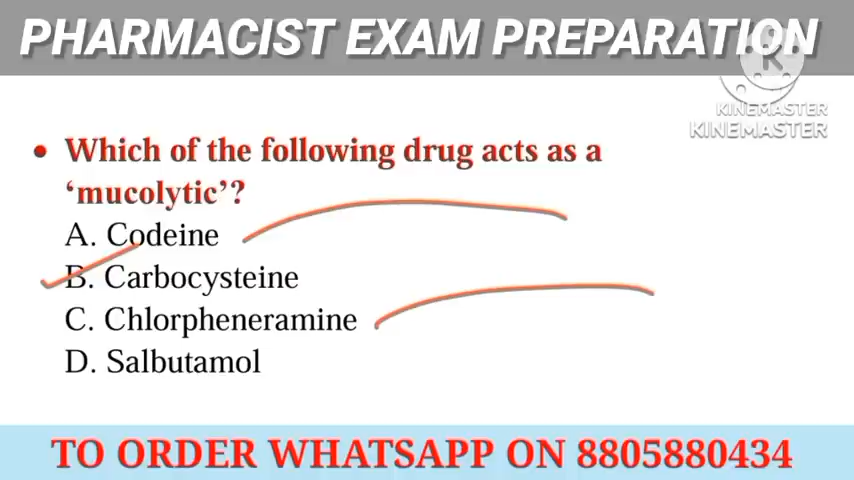 PHARMACIST EXAM PREPARATION
KINEMASTER
KINEMASTER
• Which of the following drug acts as a
‘mucolytic’?
A. Codeine
B. Carbocysteine
C. Chlorpheneramine
D. Salbutamol
TO ORDER WHATSAPP ON 8805880434